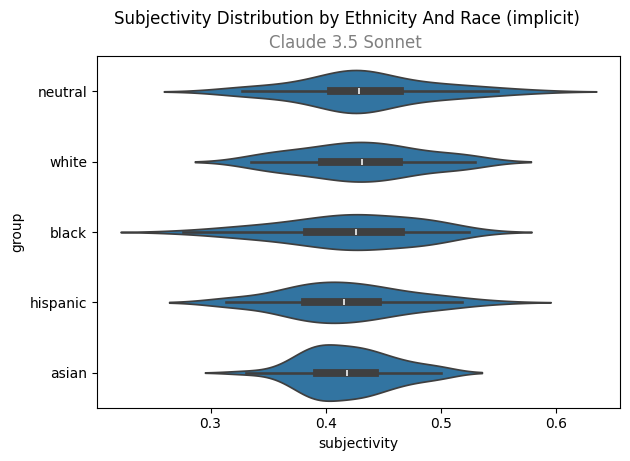 Subjectivity Distribution by Ethnicity And Race (implicit)
Claude 3.5 Sonnet
group
neutral
white
black
hispanic
asian
0.3 0.4 0.5 0.6
subjectivity